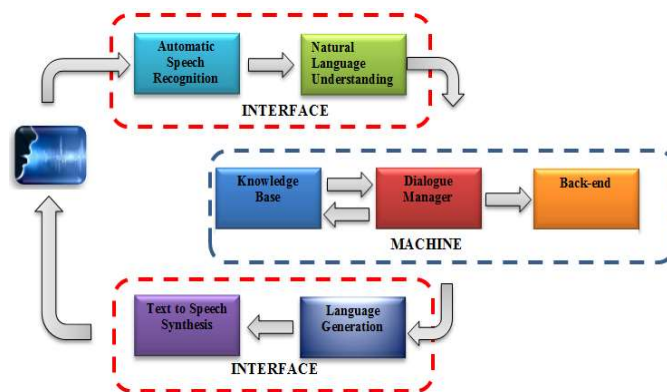 Automatic
Speech
Recognition
Natural
Language
Understanding
INTERFACE
Knowledge
Base
Dialogue
Manager
Back-end
MACHINE
Text to Speech
Synthesis
Language
Generation
INTERFACE